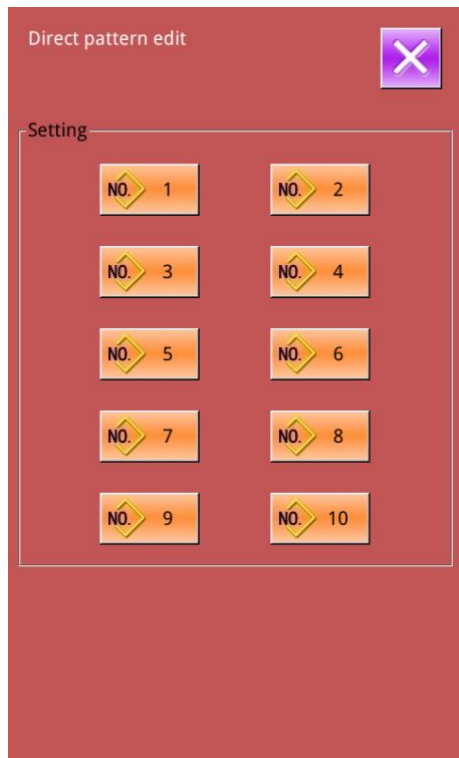 Direct pattern edit
Setting
NO. 1 NO. 2
NO. 3 NO. 4
NO. 5 NO. 6
NO. 7 NO. 8
NO. 9 NO. 10